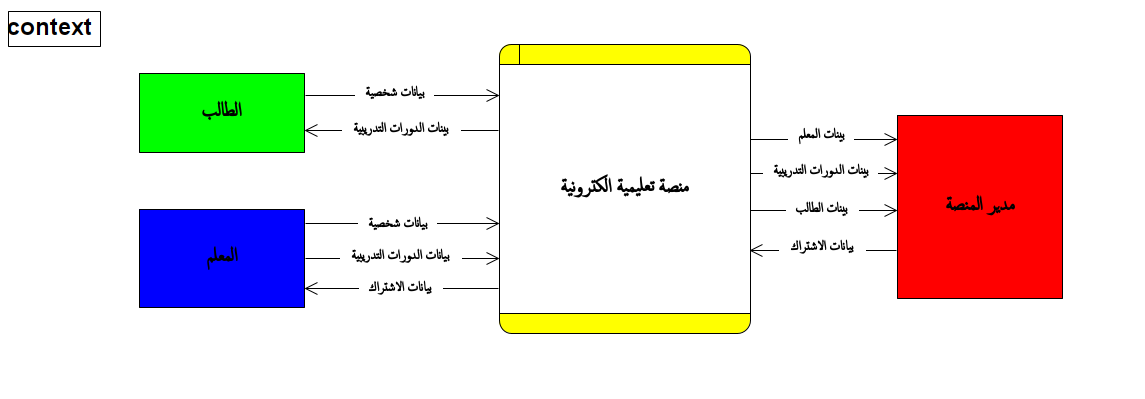 context
الطالب
بيانات شخصية
بينات الدورات التدريبية
المعلم
بيانات شخصية
بيانات الدورات التدريبية
بيانات الاشتراك
منصة تعليمية الكترونية
بينات المعلم
بينات الدورات التدريبية
بينات الطالب
بيانات الاشتراك
مدير المنصة